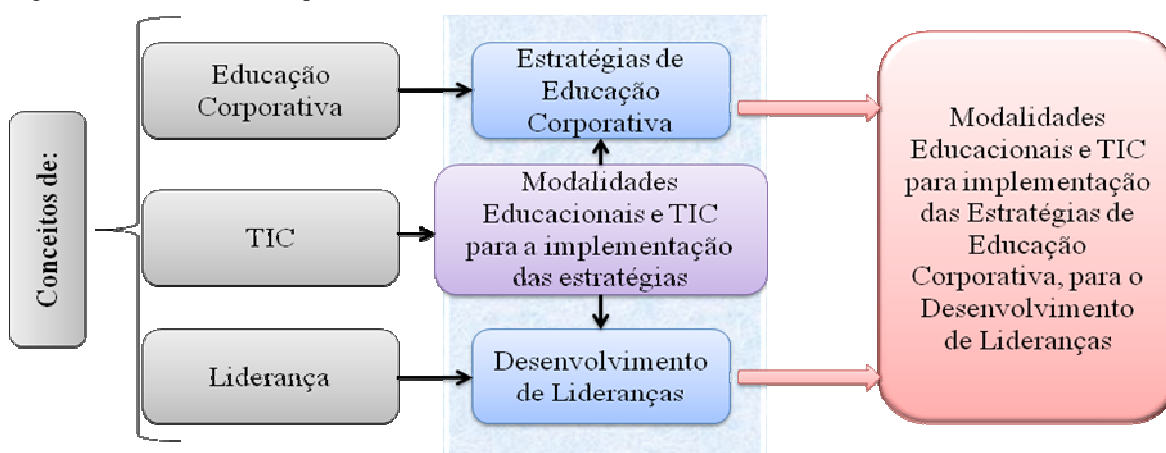 Conceitos de:
Educação
Corporativa
TIC
Liderança
Estratégias de
Educação
Corporativa
Modalidades
Educacionais e TIC
para a implementação
das estratégias
Desenvolvimento
de Lideranças
Modalidades
Educacionais e TIC
para implementação
das Estratégias de
Educação
Corporativa, para o
Desenvolvimento
de Lideranças